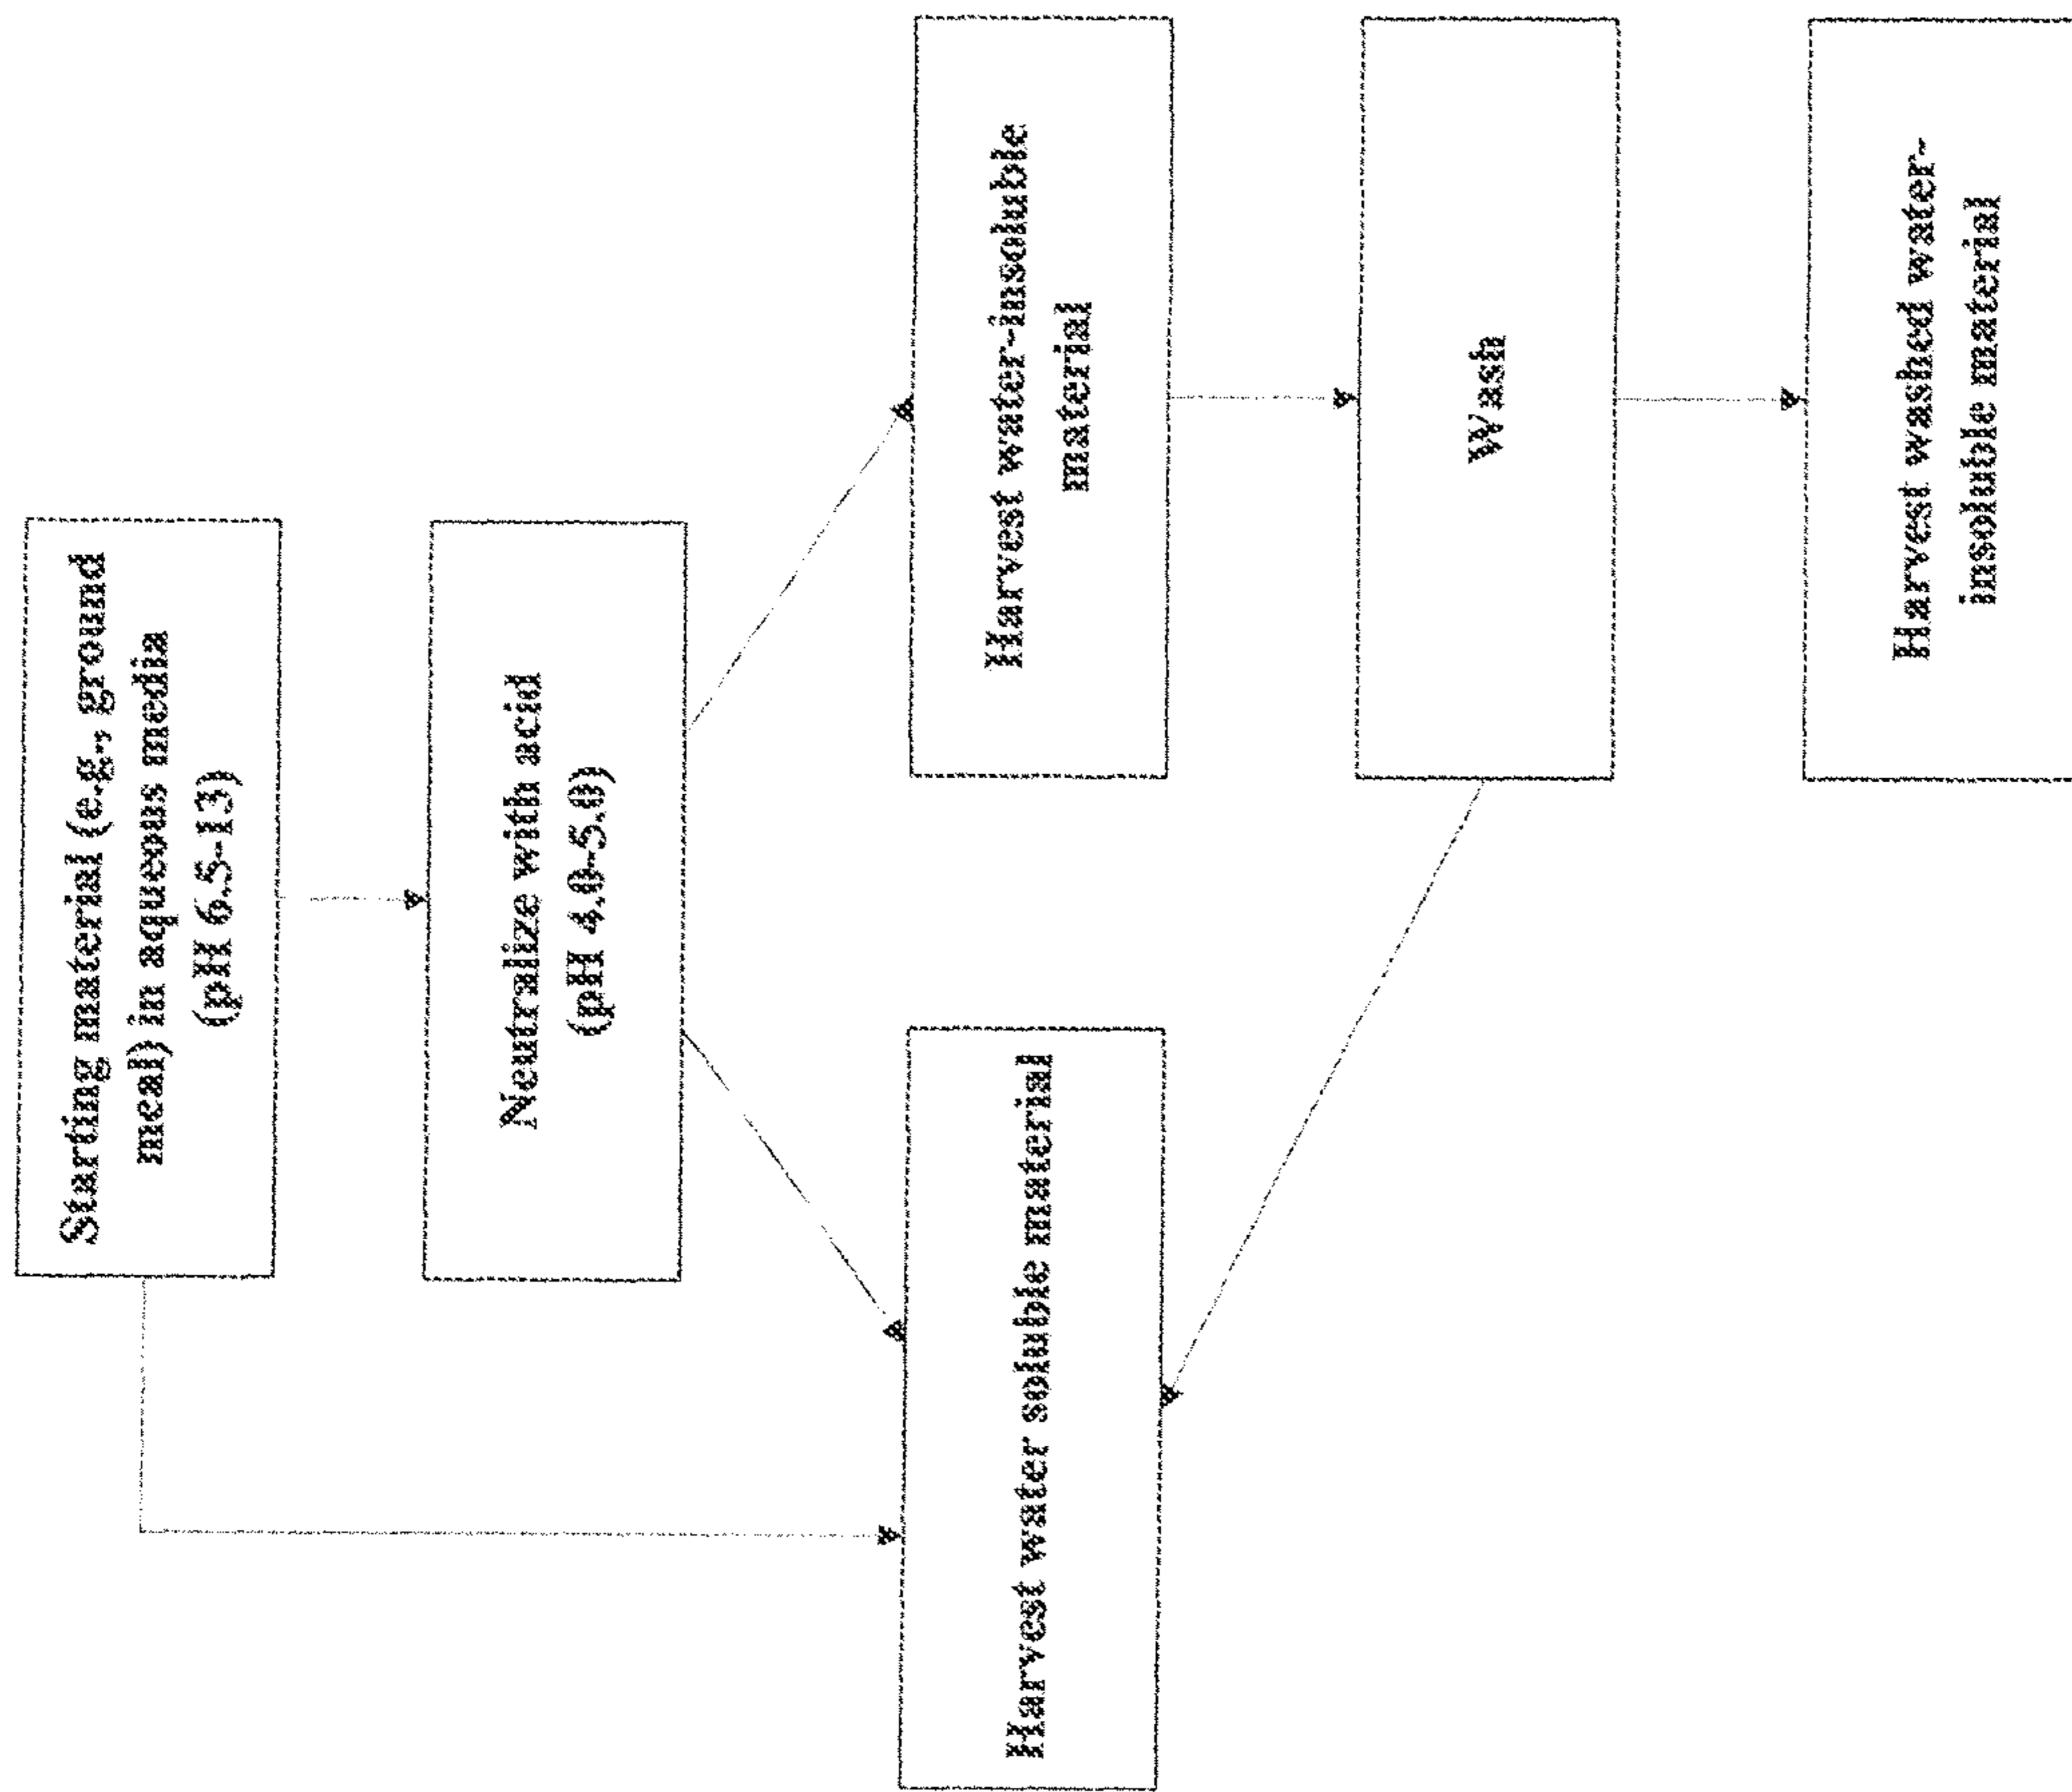 Starting material (e.g., ground
meal) in aqueous media
(pH 6.5-13)
Neutralize with acid
(pH 4.0-5.0)
Harvest water soluble material
Harvest water-insoluble
material
Wash
Harvest washed water-
insoluble material